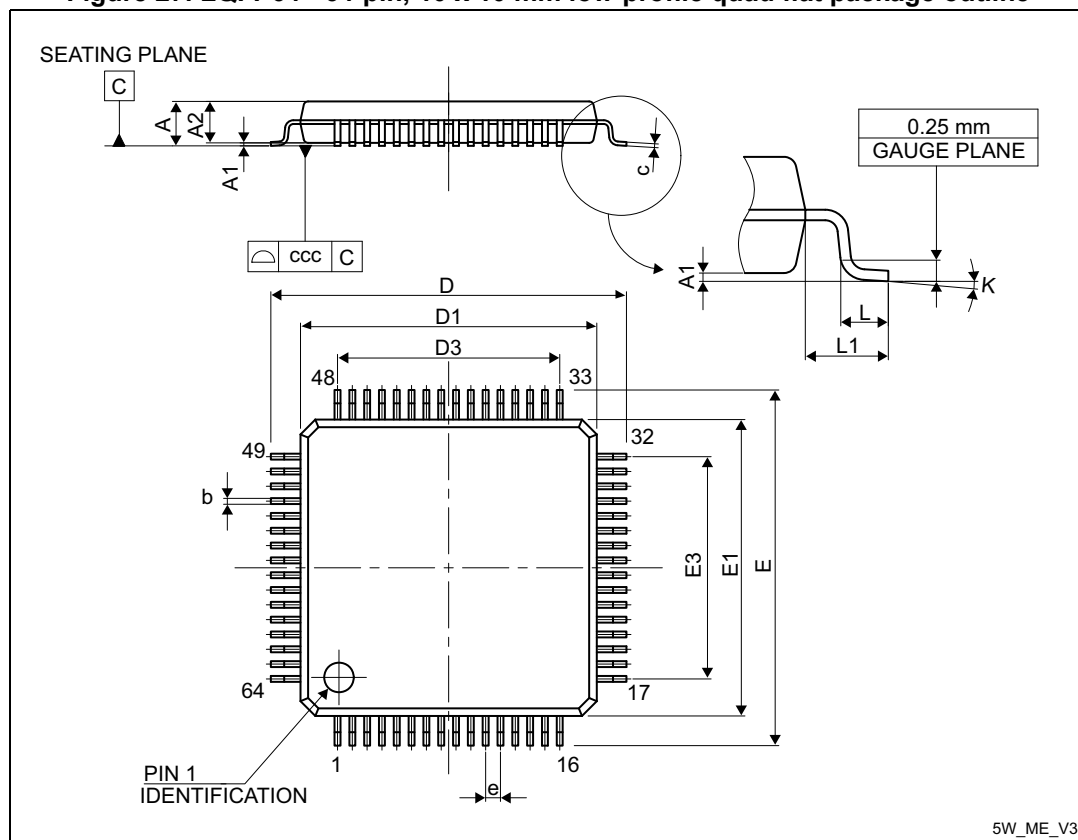 SEATING PLANE
C
A
A2
A1
c
0.25 mm
GAUGE PLANE
ccc C
A1
K
L
L1
D
D1
D3
48
33
49
32
b
E3
E1
E
64
17
PIN 1
IDENTIFICATION
1
16
e
5W_ME_V3